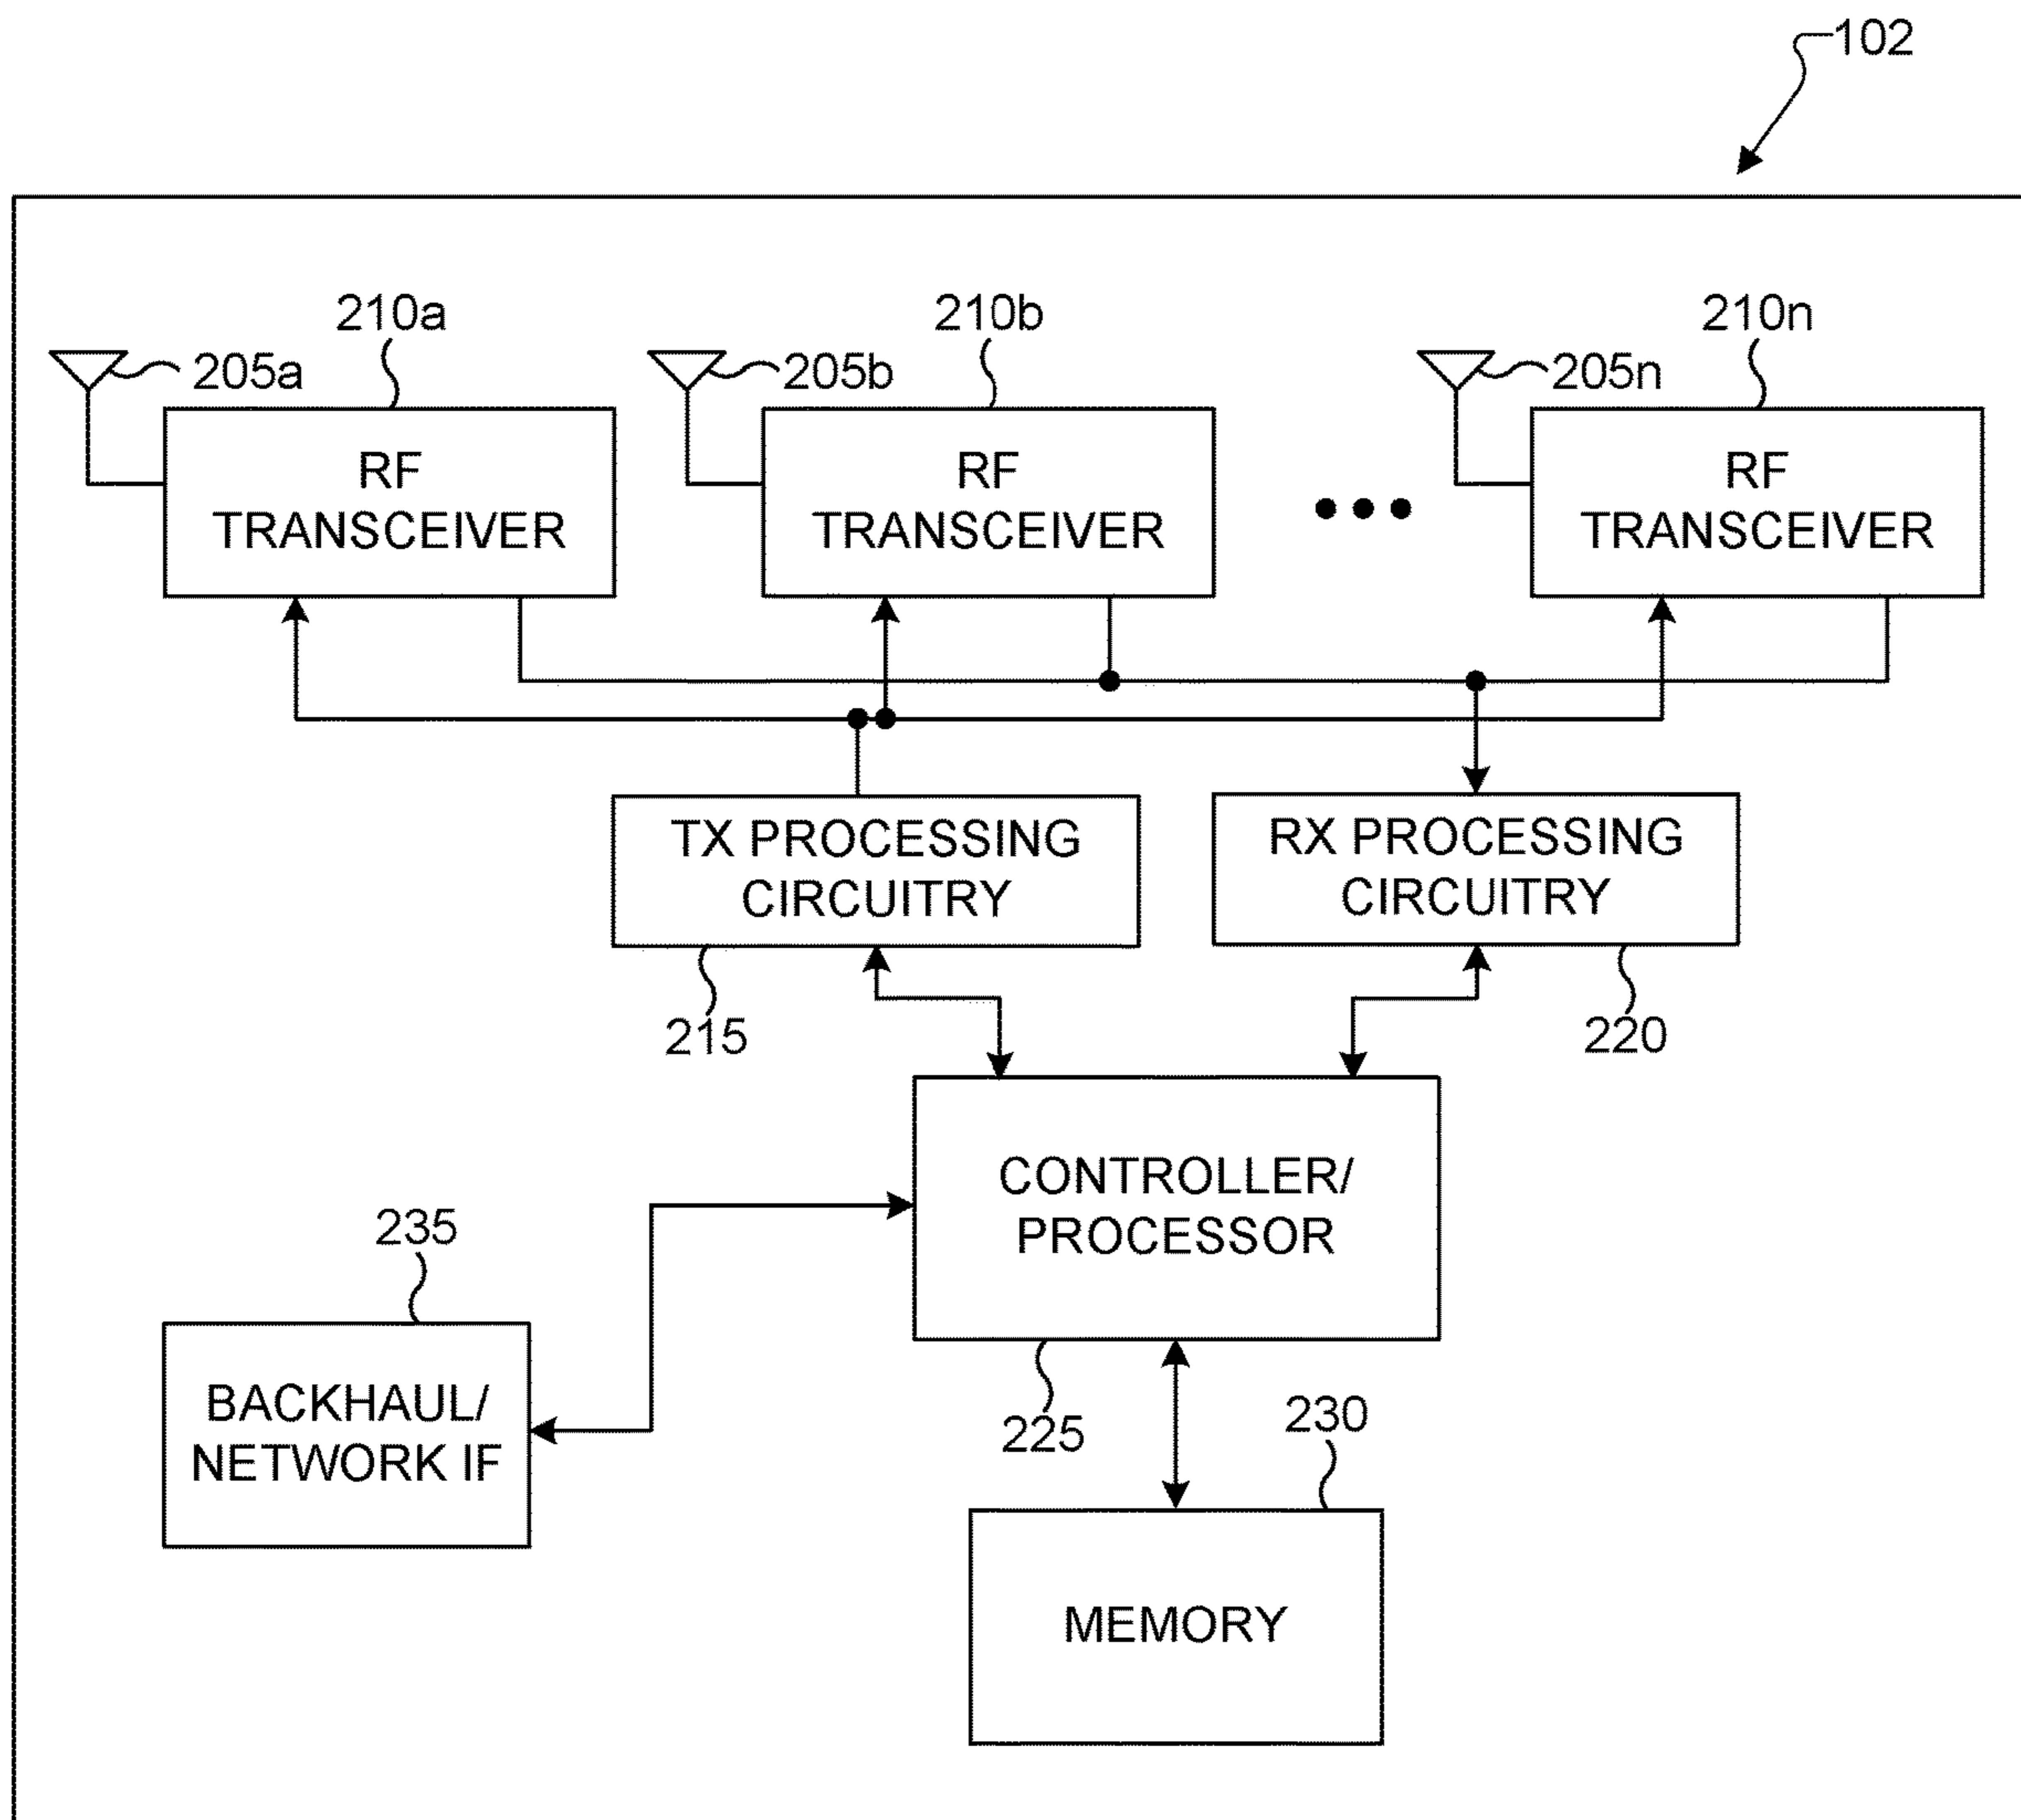 102
210a
210b
210n
205a
205b
205n
RF
TRANSCEIVER
RF
TRANSCEIVER
RF
TRANSCEIVER
TX PROCESSING
CIRCUITRY
RX PROCESSING
CIRCUITRY
215
220
CONTROLLER/
PROCESSOR
235
BACKHAUL/
NETWORK IF
225
230
MEMORY